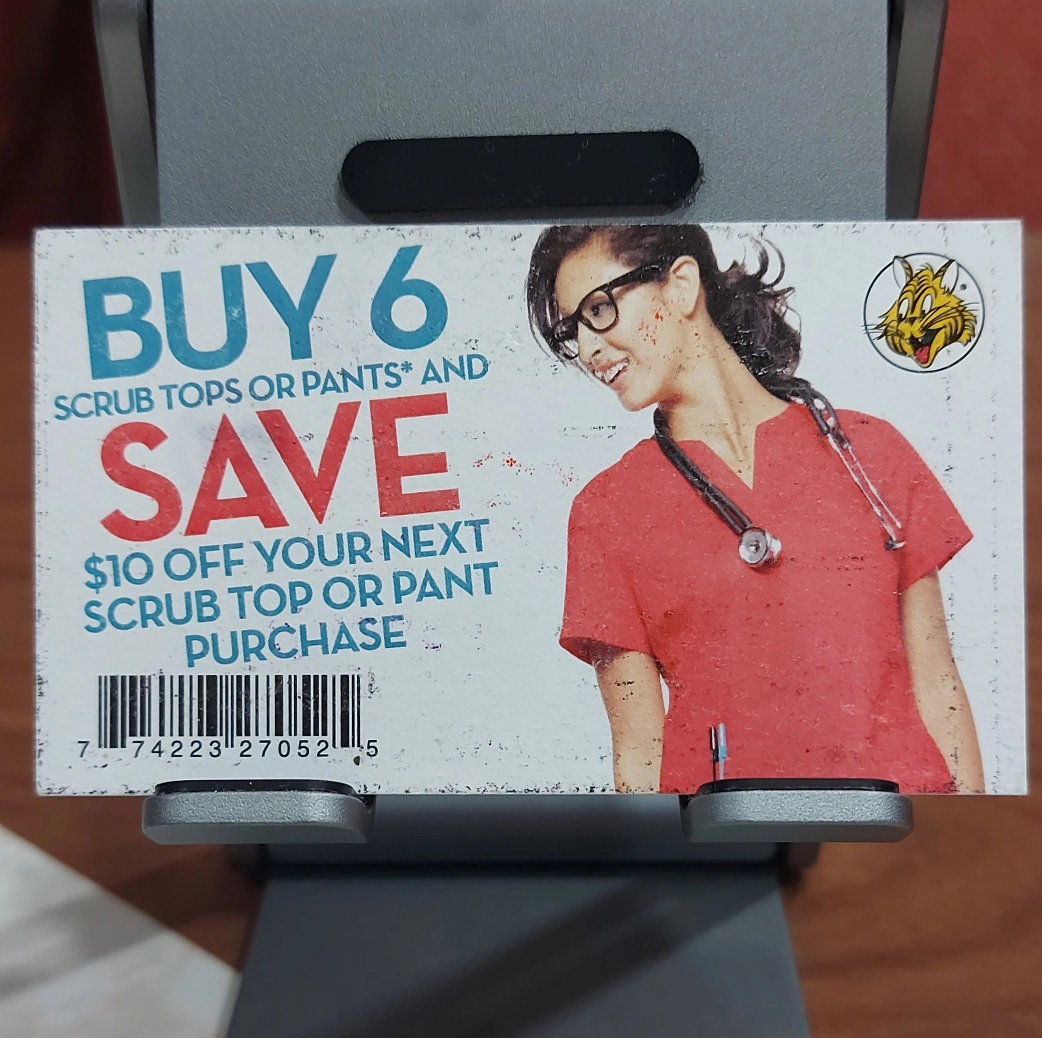 BUY 6
SCRUB TOPS OR PANTS* AND
SAVE
$10 OFF YOUR NEXT
SCRUB TOP OR PANT
PURCHASE
7 74223 27052 5
®